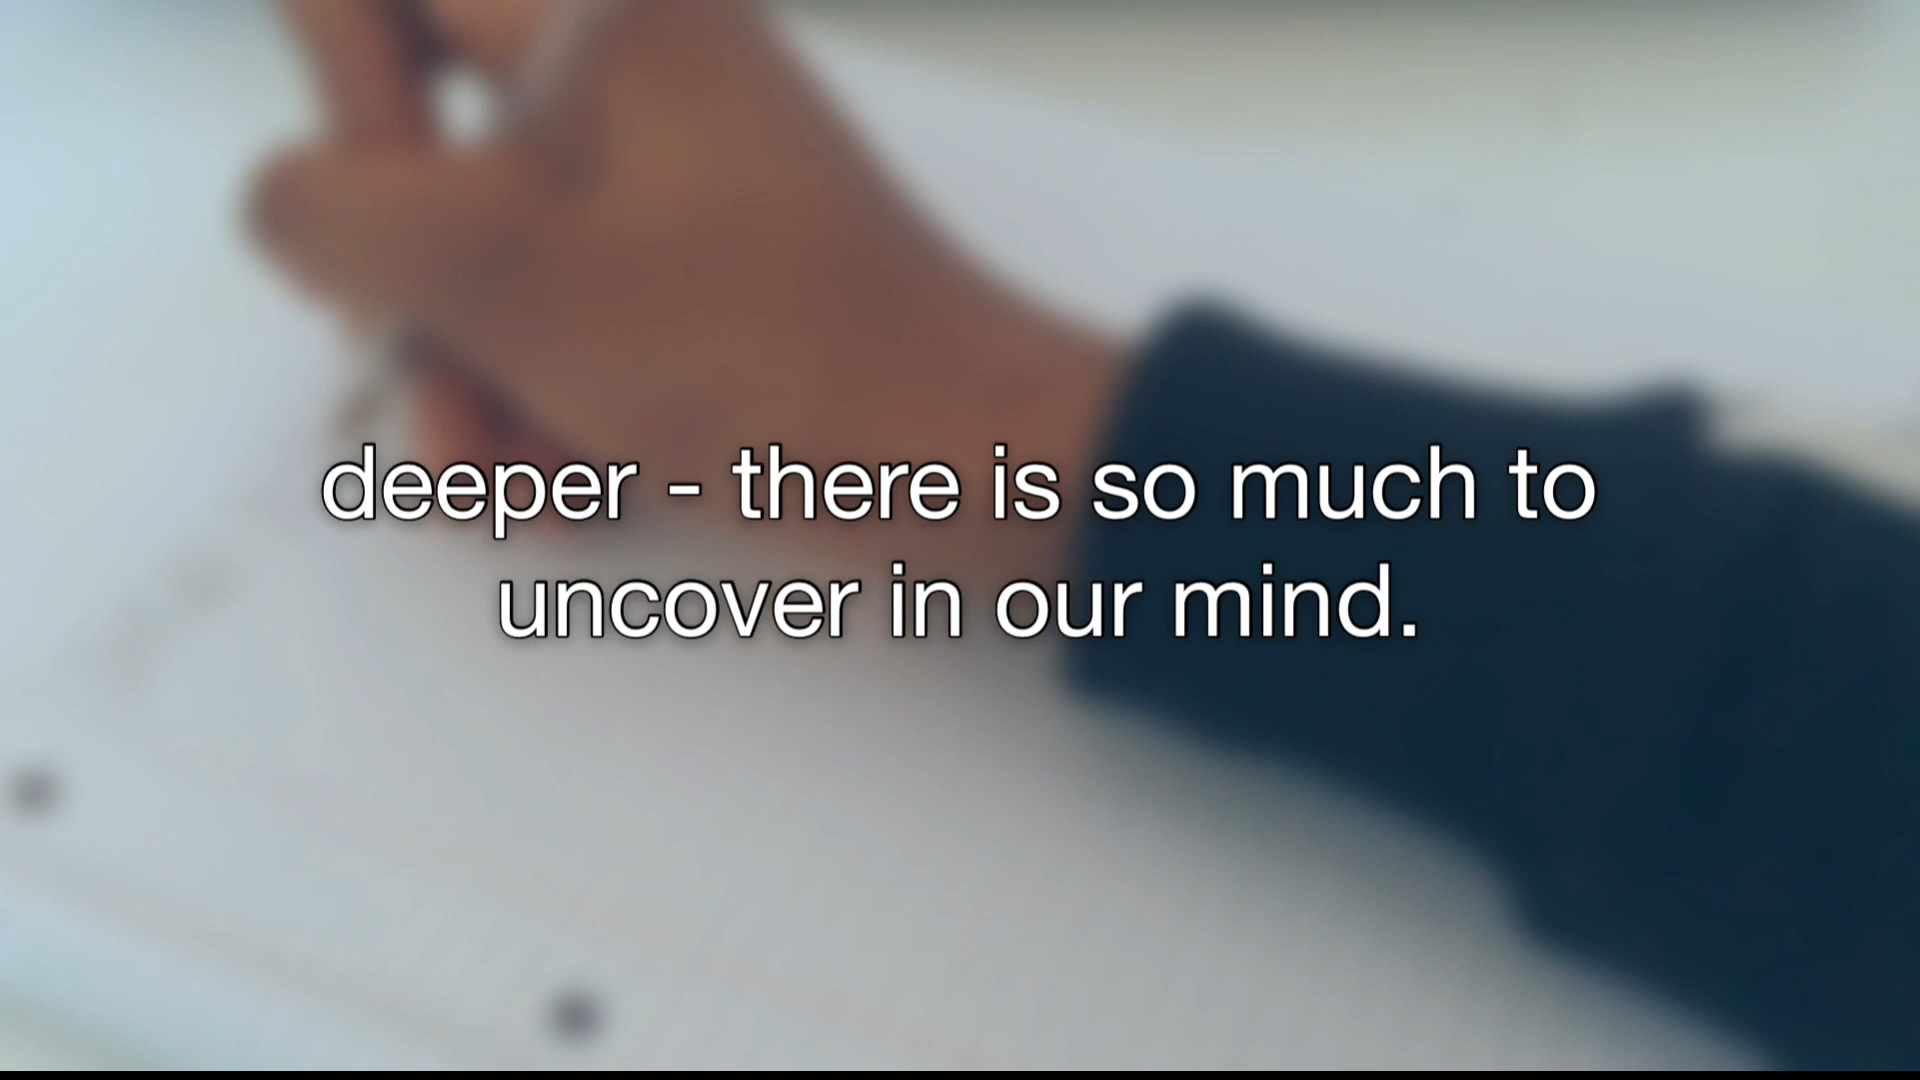 deeper - there is so much to
uncover in our mind.